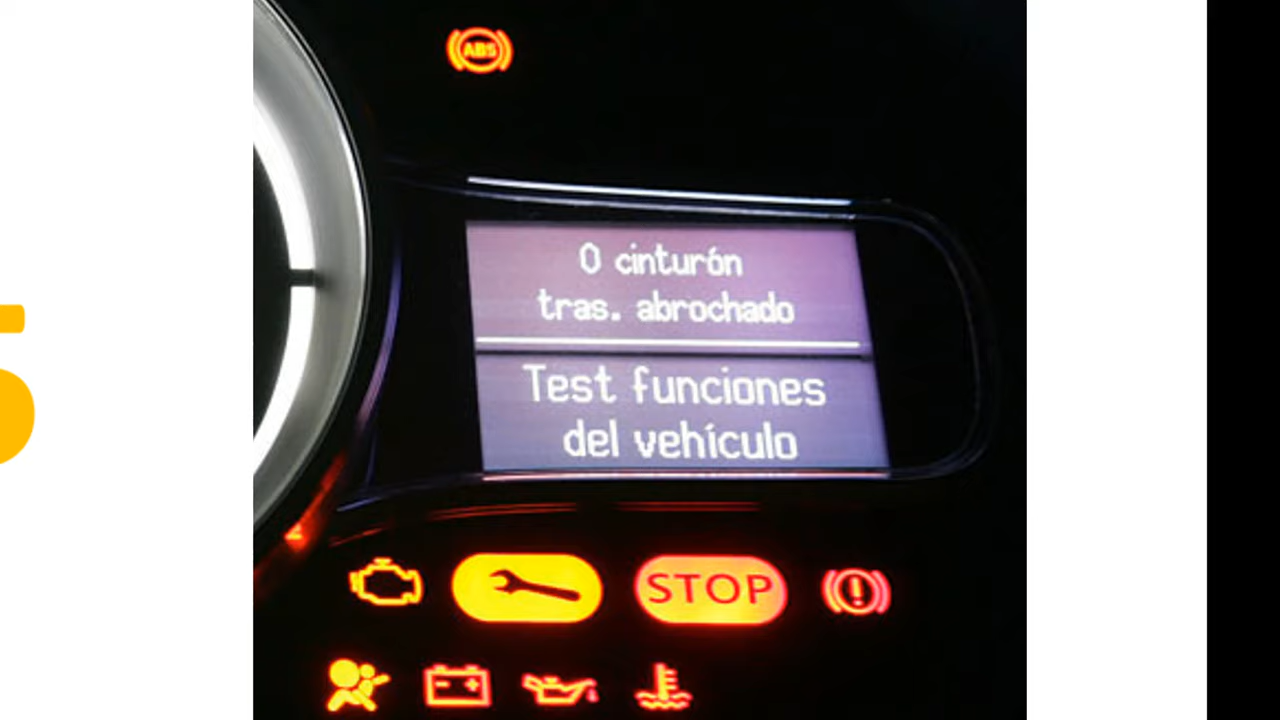 ABS
0 cinturón
tras. abrochado
Test funciones
del vehículo
STOP